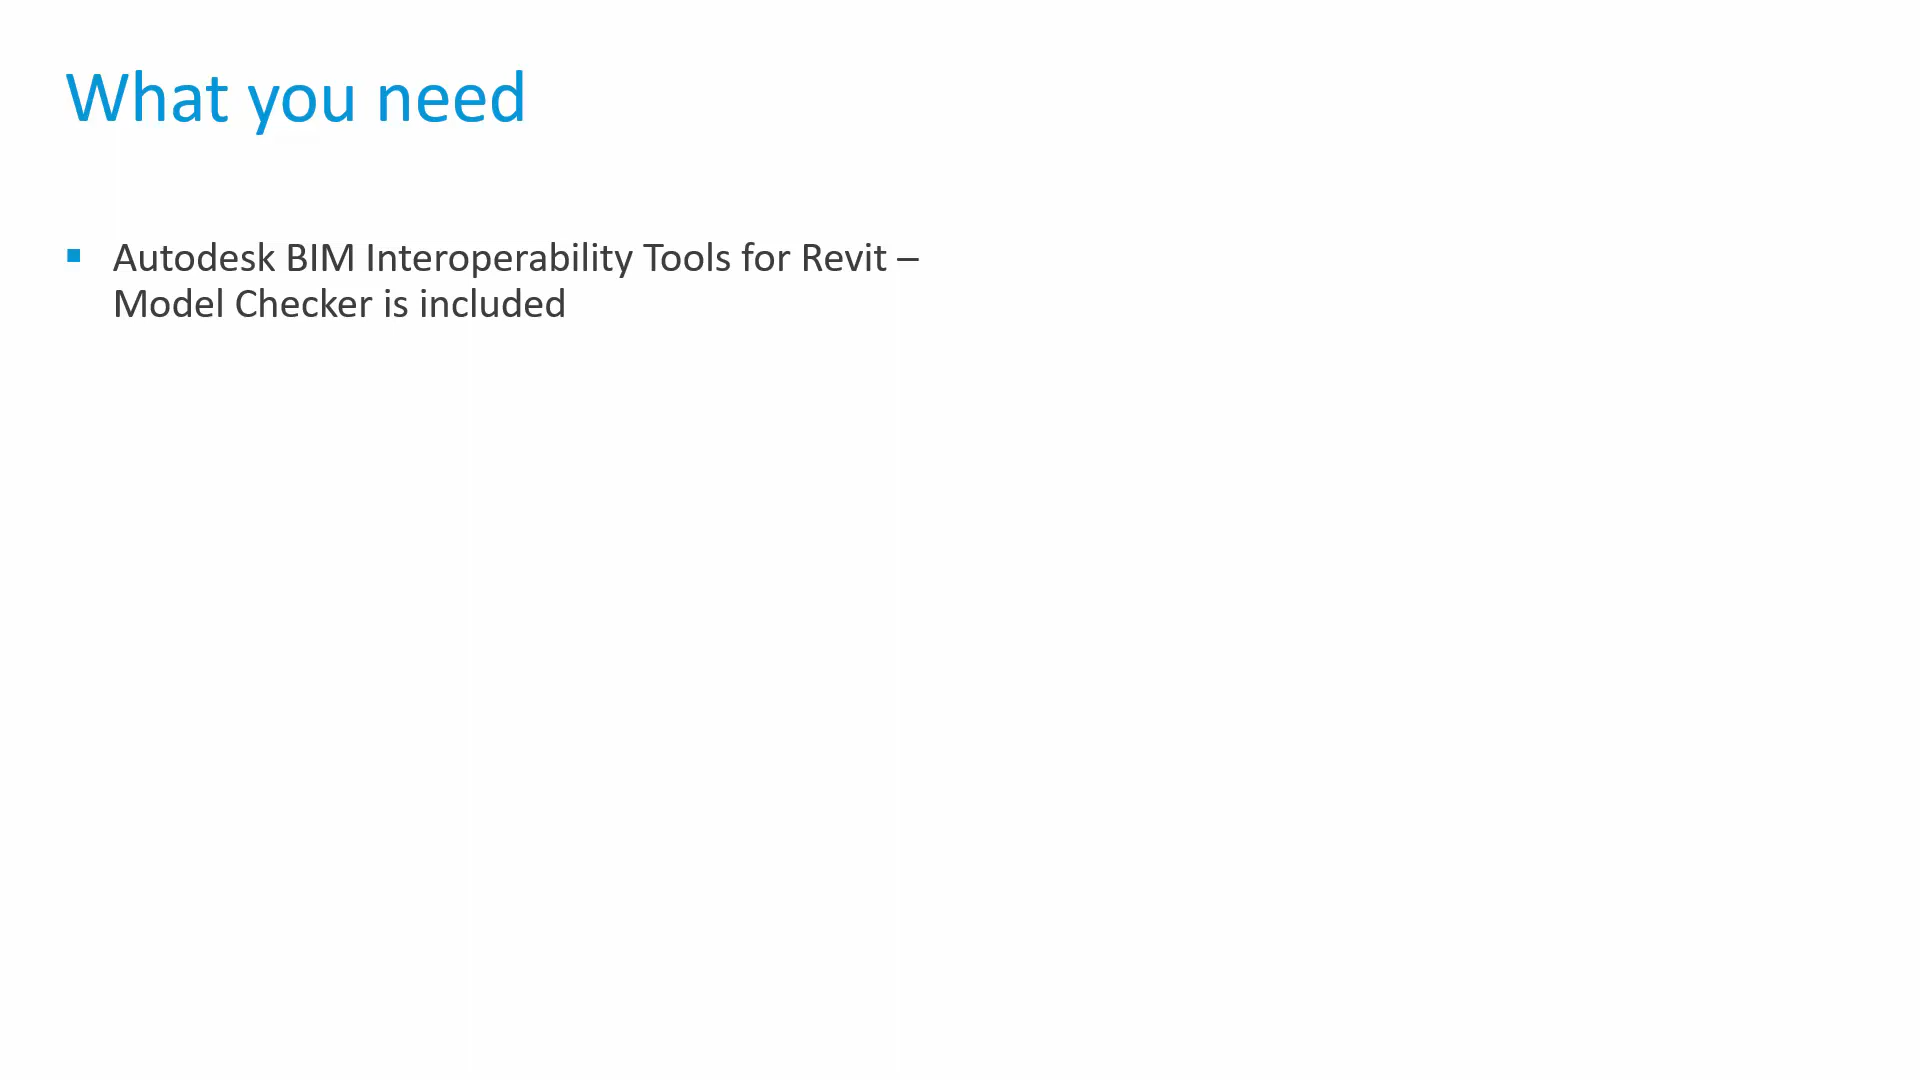 What you need
Autodesk BIM Interoperability Tools for Revit –
Model Checker is included